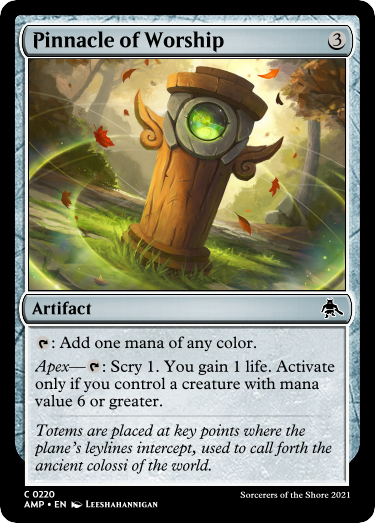 Pinnacle of Worship 3
Artifact
: Add one mana of any color.
Apex— : Scry 1. You gain 1 life. Activate
only if you control a creature with mana
value 6 or greater.
Totems are placed at key points where the
plane's leylines intercept, used to call forth the
ancient colossi of the world.
C 0220
AMP • EN Leeshahannigan
Sorcerers of the Shore 2021